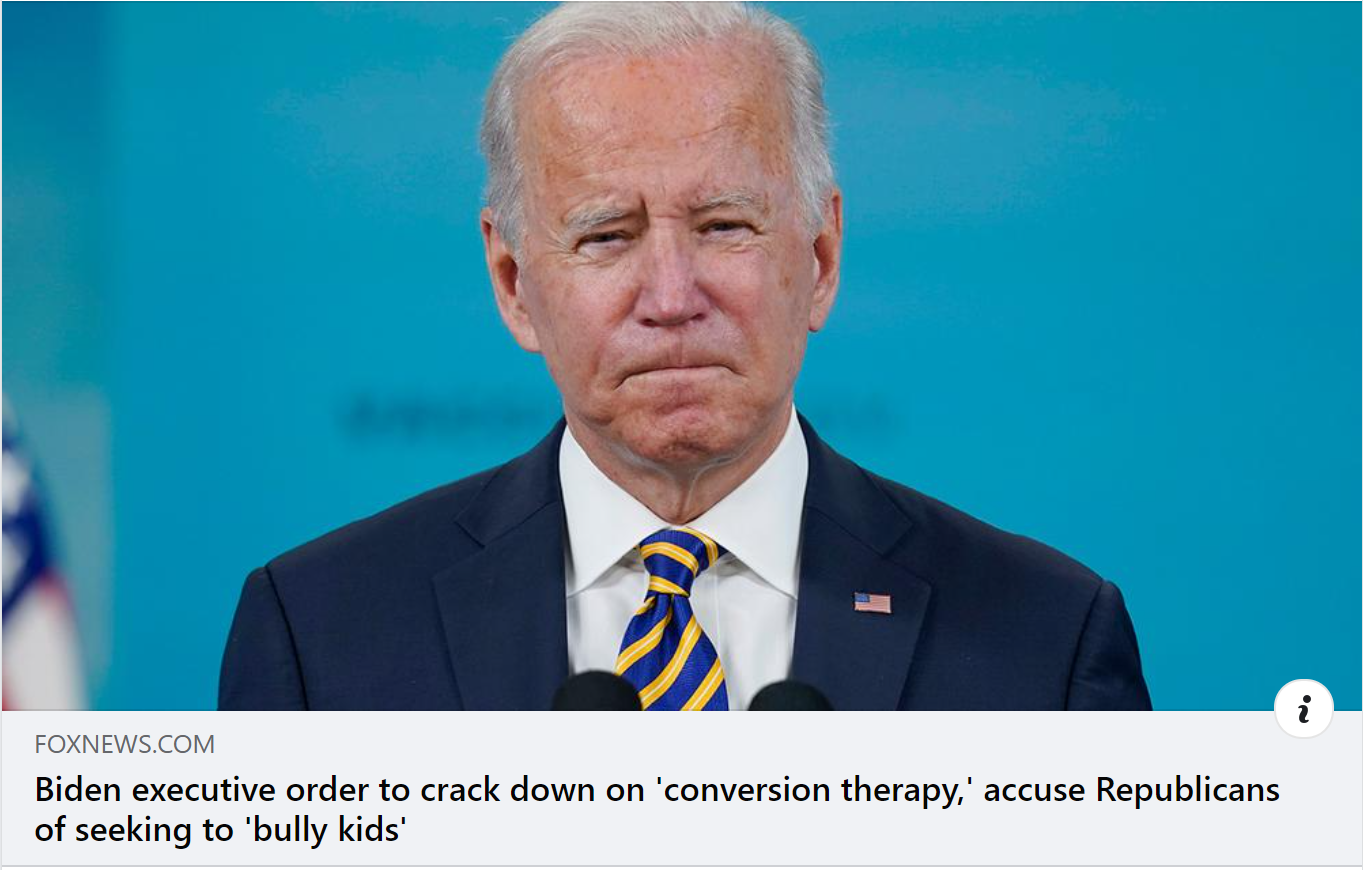 FOXNEWS.COM
Biden executive order to crack down on 'conversion therapy,' accuse Republicans
of seeking to 'bully kids'
i